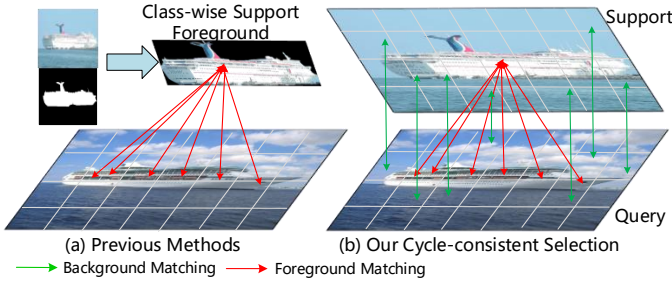 Class-wise Support
Foreground
Support
Query
(a) Previous Methods
(b) Our Cycle-consistent Selection
Background Matching
Foreground Matching